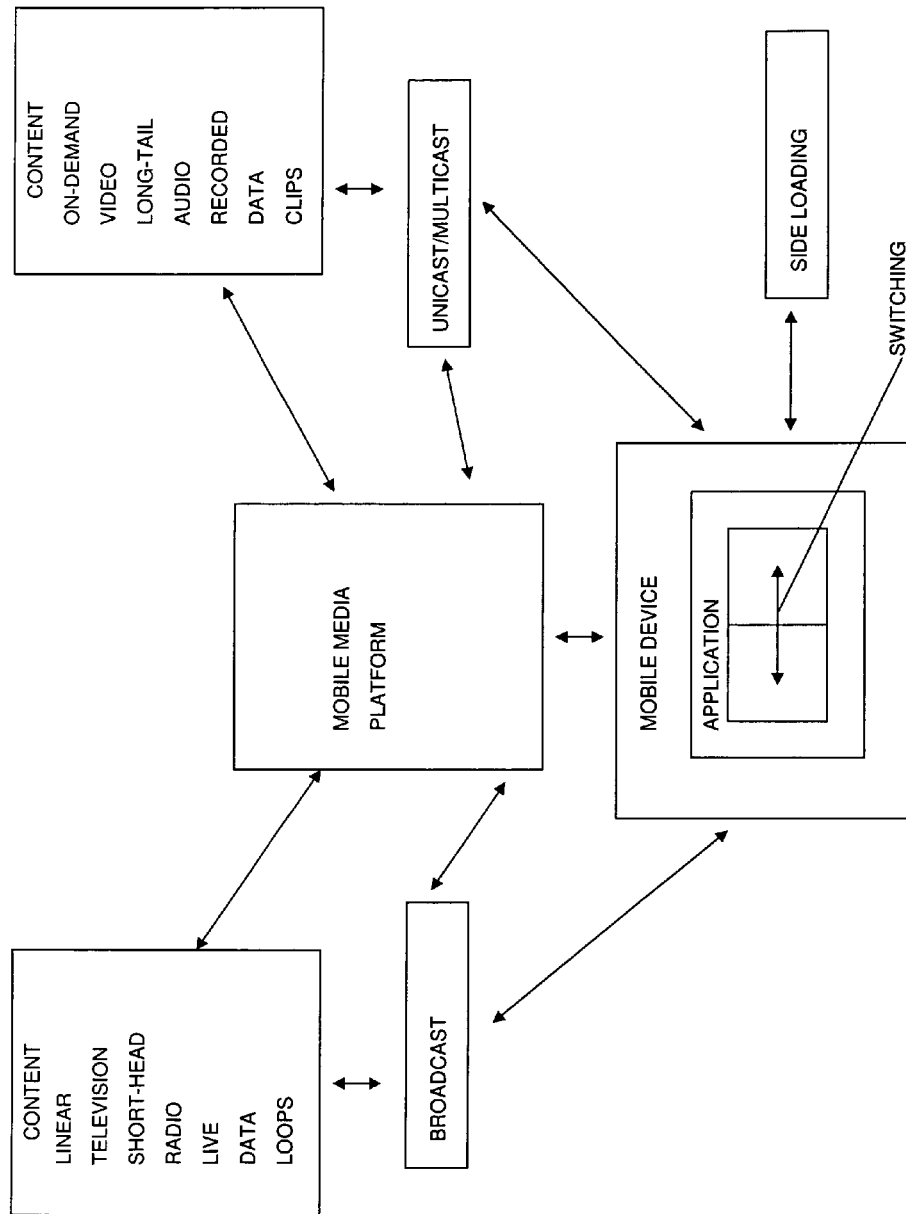 CONTENT
LINEAR
TELEVISION
SHORT-HEAD
RADIO
LIVE
DATA
LOOPS
CONTENT
ON-DEMAND
VIDEO
LONG-TAIL
AUDIO
RECORDED
DATA
CLIPS
BROADCAST
UNICAST/MULTICAST
MOBILE MEDIA
PLATFORM
MOBILE DEVICE
APPLICATION
SIDE LOADING
SWITCHING